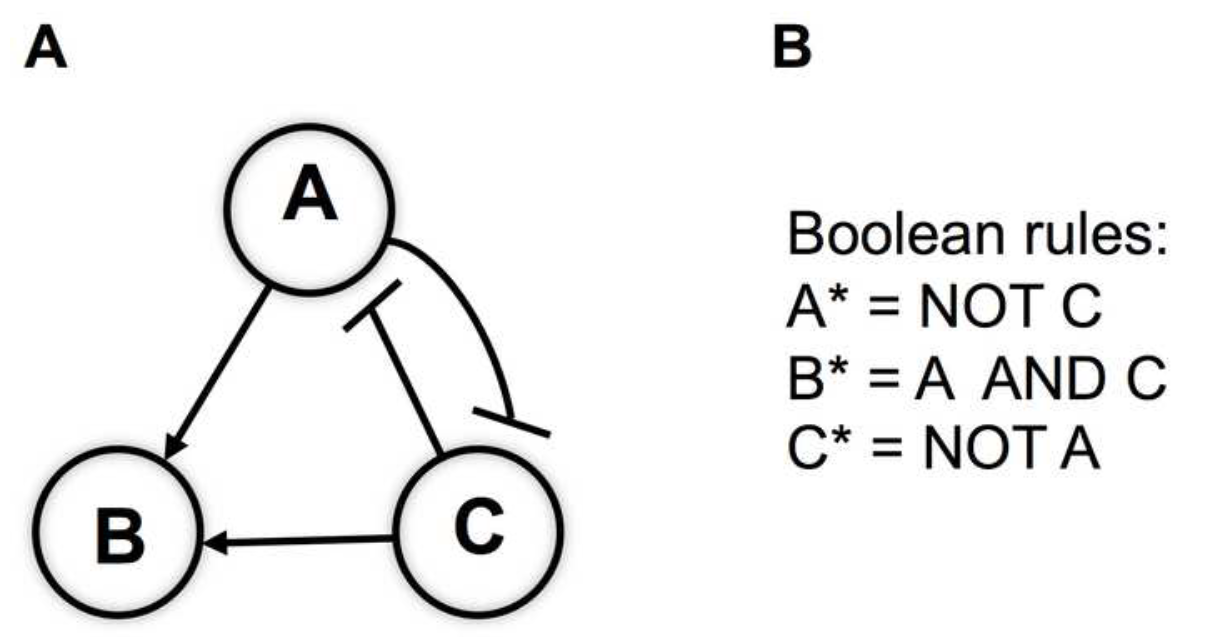 A
B
A
B
C
Boolean rules:
A* = NOT C
B* = A AND C
C* = NOT A